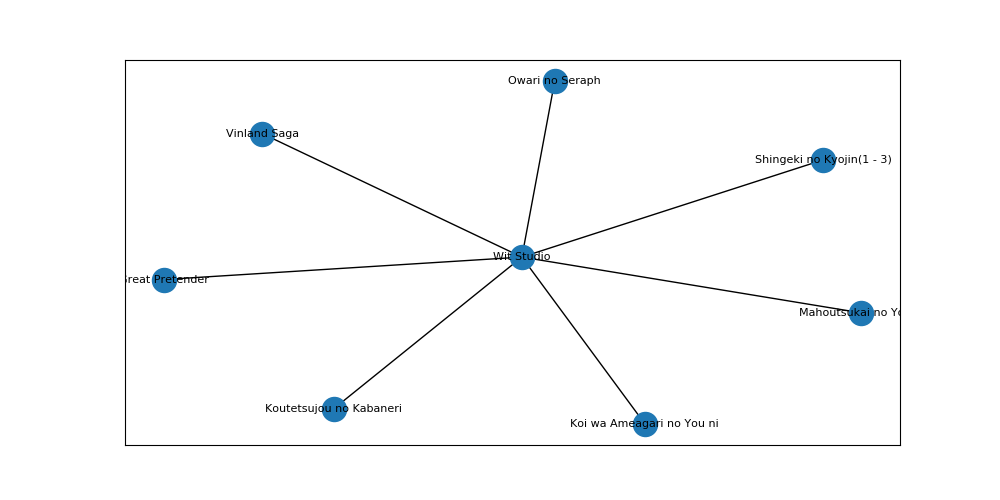 Owari no Seraph
Vinland Saga
Shingeki no Kyojin(1 - 3)
Wit Studio
reat Pretender
Mahoutsukai no Yo
Koutetsujou no Kabaneri
Koi wa Ameagari no You ni